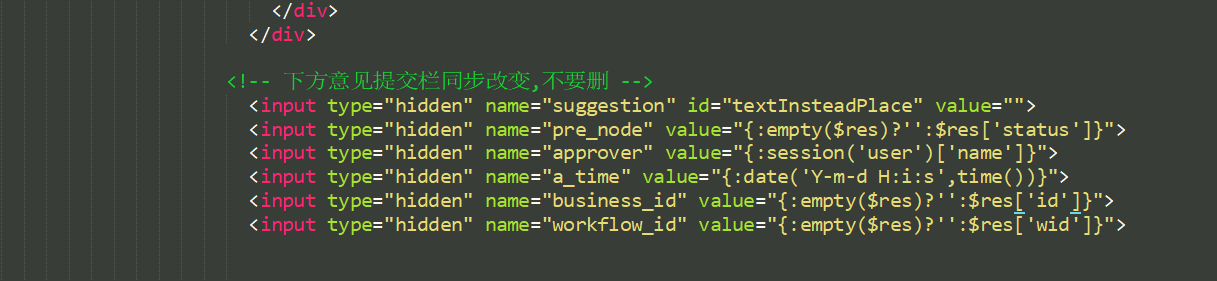 </div>
</div>
<!-- 下方意见提交栏同步改变,不要删 -->
<input type="hidden" name="suggestion" id="textInsteadPlace" value="">
<input type="hidden" name="pre_node" value="{:empty($res)?'':$res['status']}">
<input type="hidden" name="approver" value="{:session('user')['name']}">
<input type="hidden" name="a_time" value="{:date('Y-m-d H:i:s',time())}">
<input type="hidden" name="business_id" value="{:empty($res)?'':$res['id']}">
<input type="hidden" name="workflow_id" value="{:empty($res)?'':$res['wid']}">